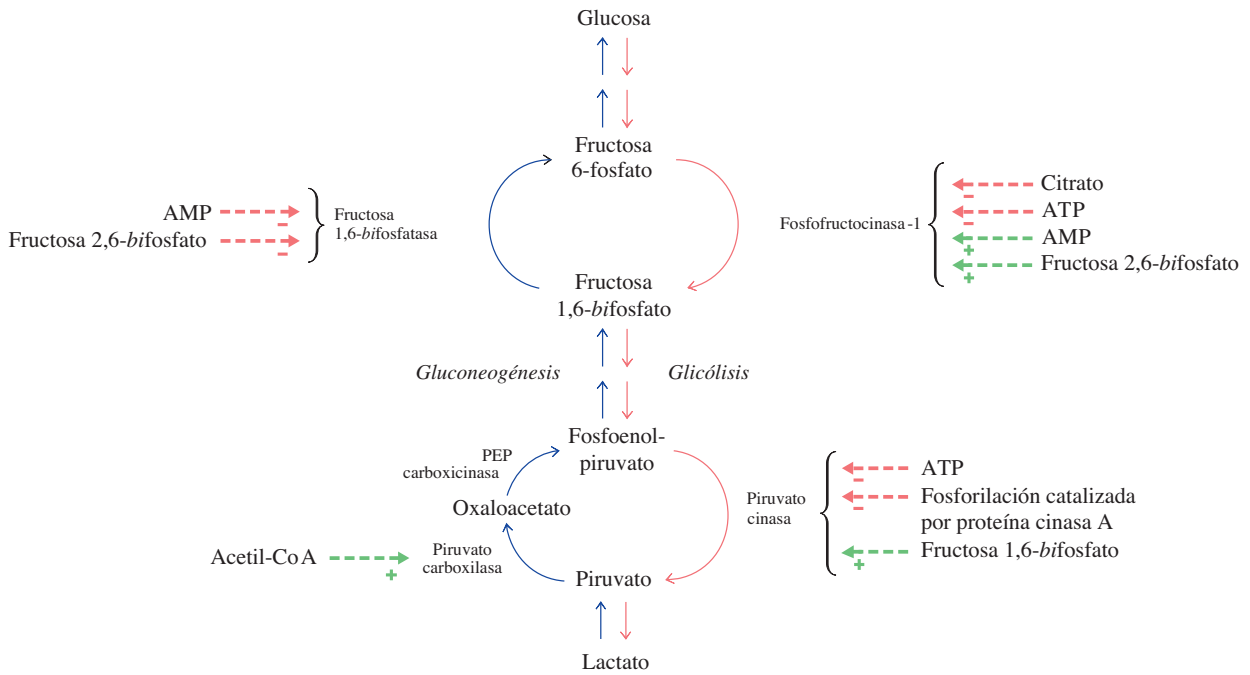 Glucosa
Fructosa
6-fosfato
AMP
Fructosa 2,6-bifosfato
Fructosa
1,6-bifosfatasa
Fosfofructocinasa-1
Citrato
ATP
AMP
Fructosa 2,6-bifosfato
Fructosa
1,6-bifosfato
Gluconeogénesis
Glicólisis
Fosfoenol-
piruvato
PEP
carboxicinasa
Oxaloacetato
Acetil-CoA
Piruvato
carboxilasa
Piruvato
Piruvato
cinasa
ATP
Fosforilación catalizada
por proteína cinasa A
Fructosa 1,6-bifosfato
Lactato